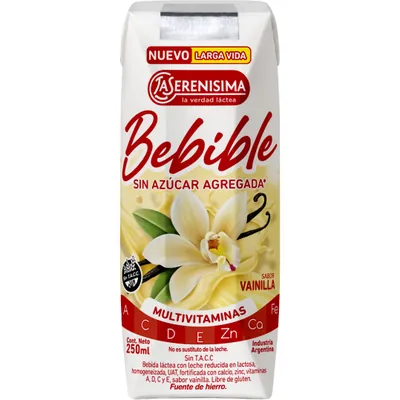 NUEVO LARGA VIDA
LA SERENISIMA
la verdad láctea
Bebible
SIN AZÚCAR AGREGADA*
SABOR
VAINILLA
Sin T.A.C.C.
MULTIVITAMINAS
A C D E Zn Ca Fe
Cont. Neto
250ml
No es sustituto de la leche.
Industria
Argentina
Sin T.A.C.C
Bebida láctea con leche reducida en lactosa,
homogeneizada, UAT, fortificada con calcio, zinc, vitaminas
A, D, C y E, sabor vainilla. Libre de gluten.
Fuente de hierro.